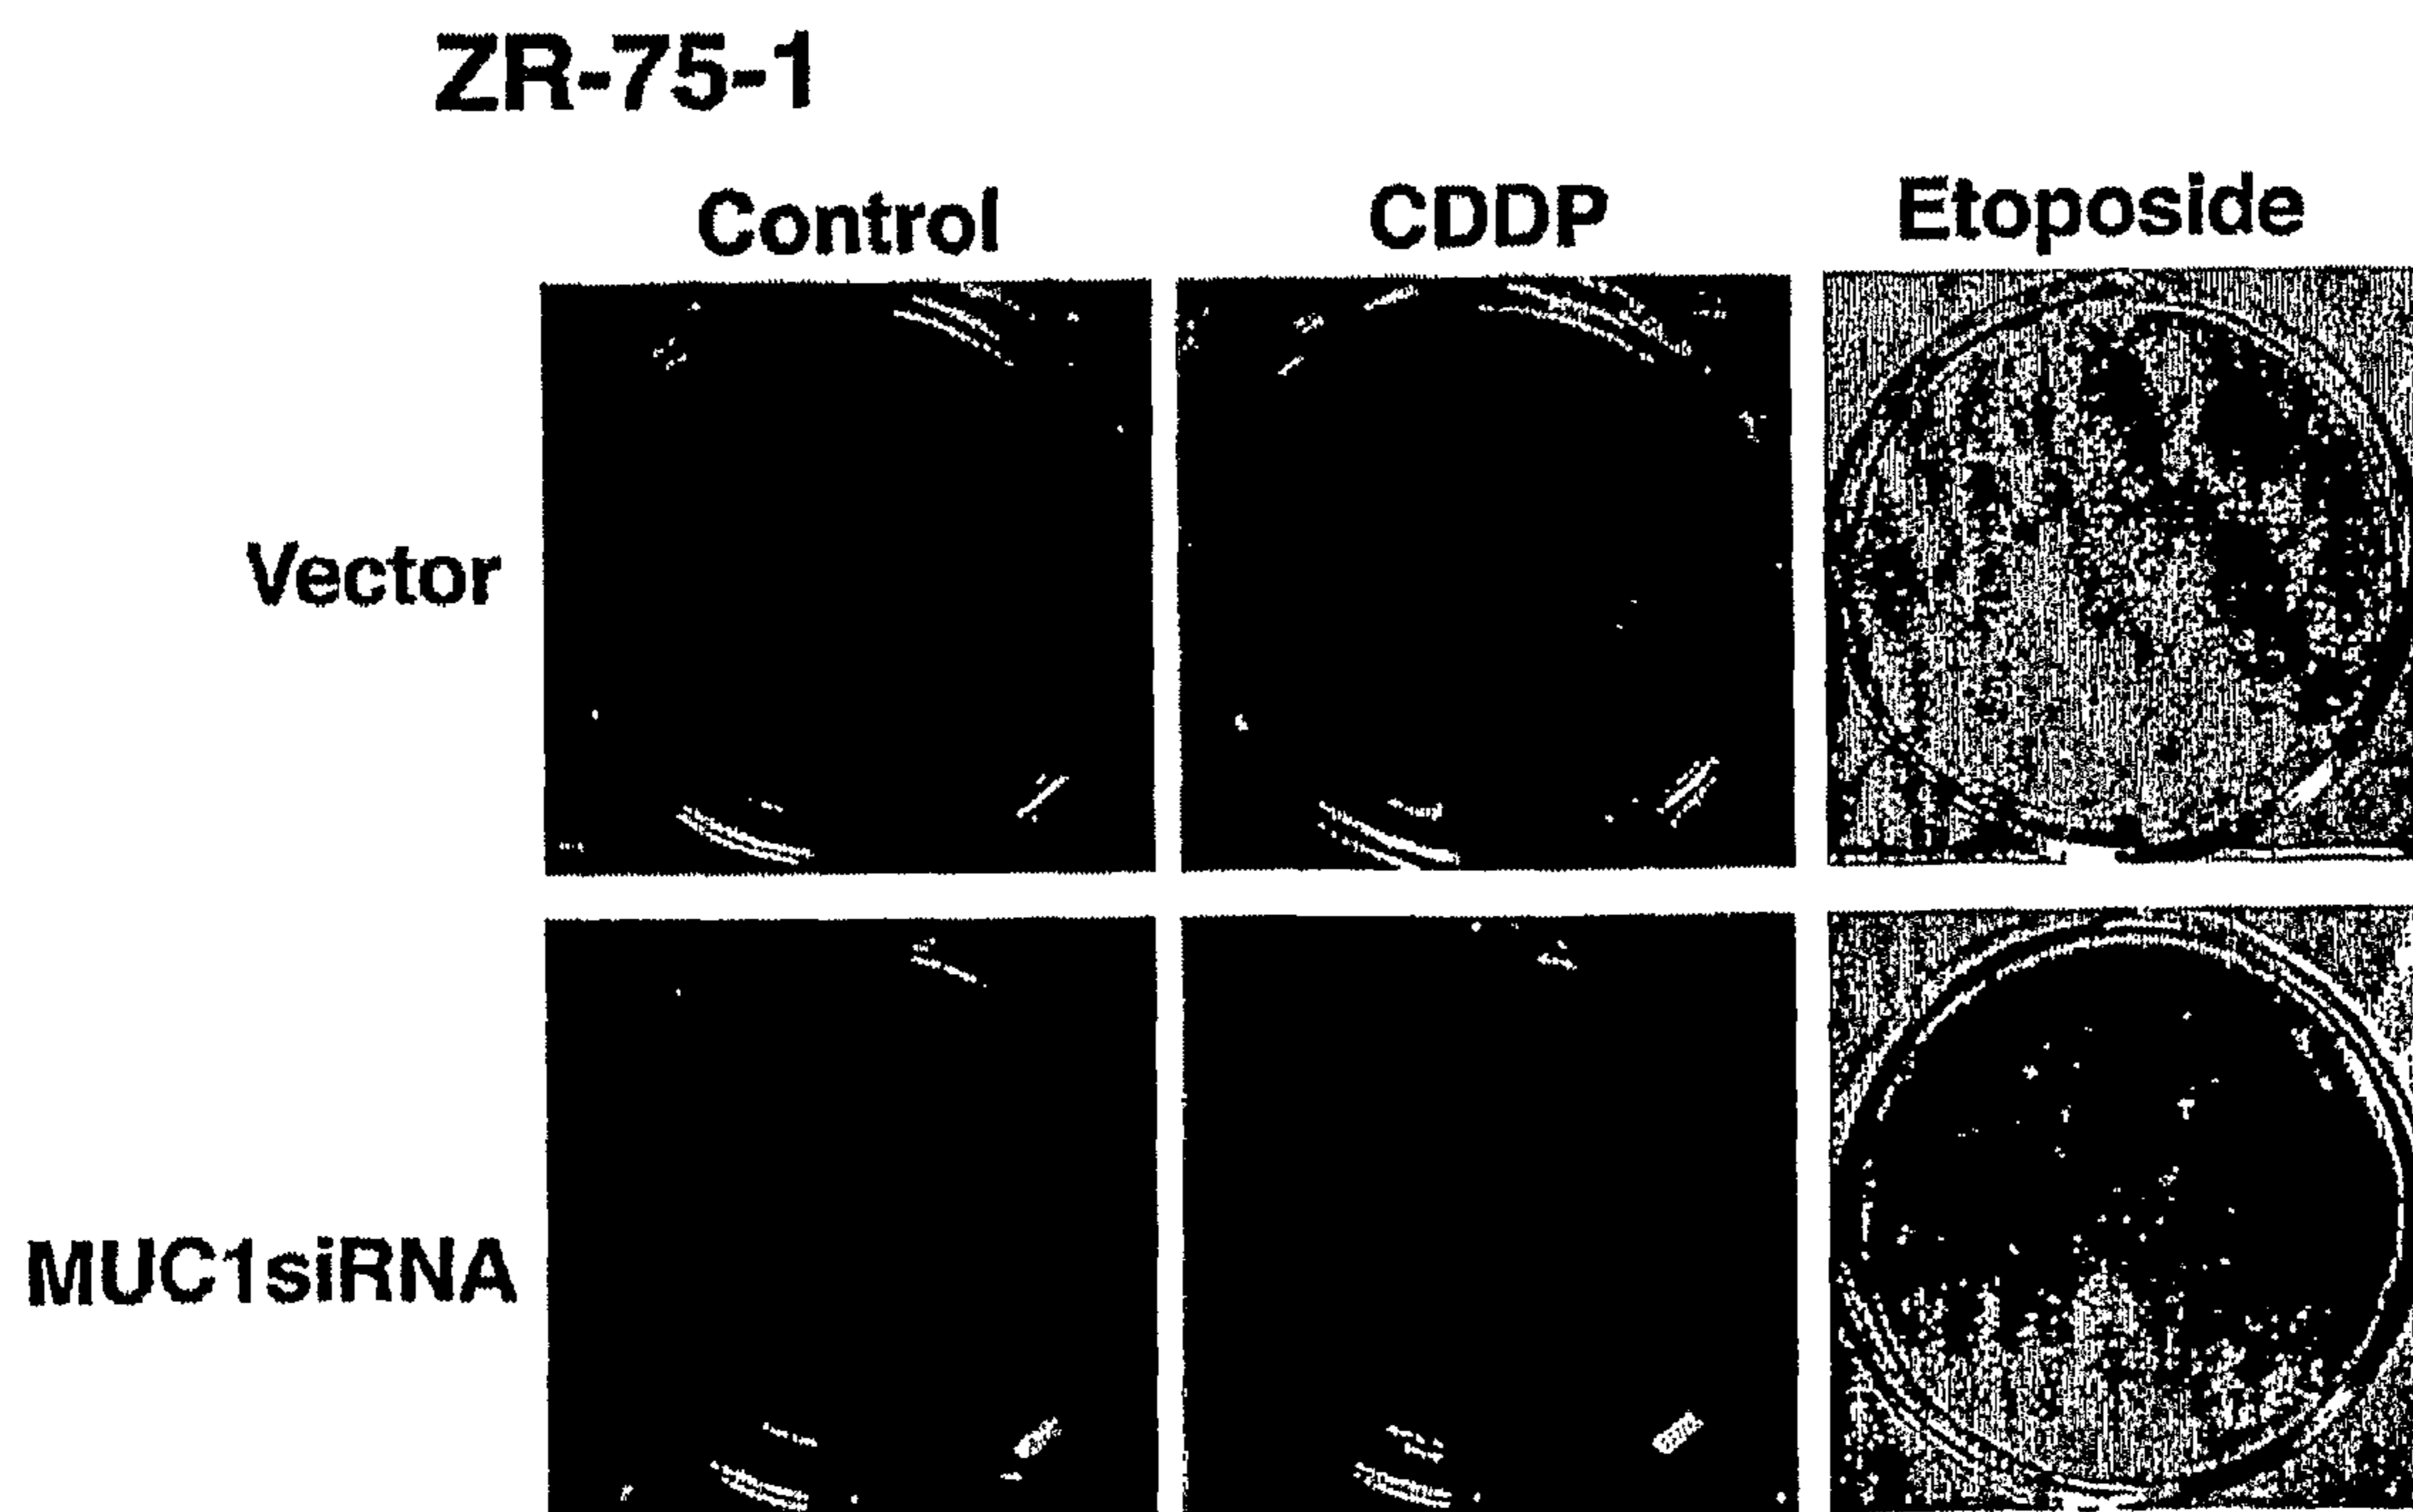 ZR-75-1
Control CDDP Etoposide
Vector
MUC1siRNA